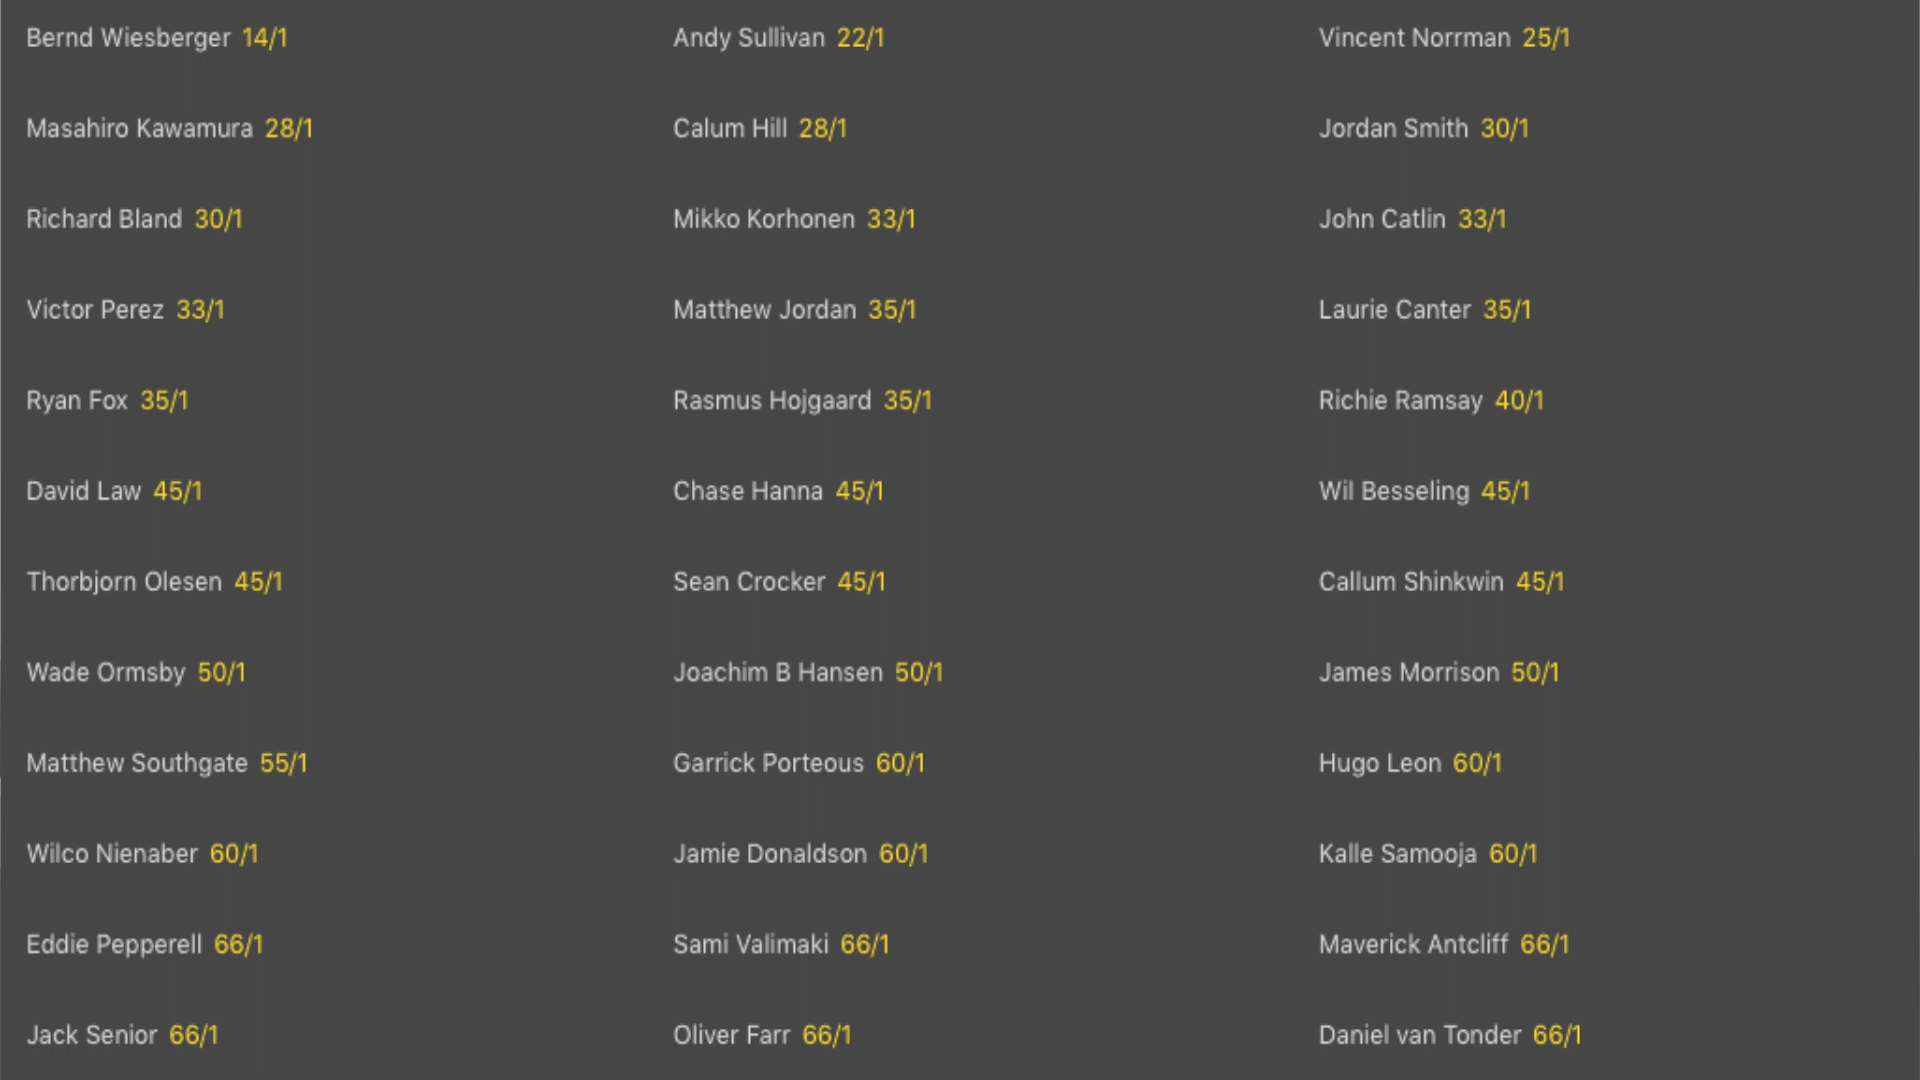 Bernd Wiesberger 14/1
Andy Sullivan 22/1
Vincent Norrman 25/1
Masahiro Kawamura 28/1
Calum Hill 28/1
Jordan Smith 30/1
Richard Bland 30/1
Mikko Korhonen 33/1
John Catlin 33/1
Victor Perez 33/1
Matthew Jordan 35/1
Laurie Canter 35/1
Ryan Fox 35/1
Rasmus Hojgaard 35/1
Richie Ramsay 40/1
David Law 45/1
Chase Hanna 45/1
Wil Besseling 45/1
Thorbjorn Olesen 45/1
Sean Crocker 45/1
Callum Shinkwin 45/1
Wade Ormsby 50/1
Joachim B Hansen 50/1
James Morrison 50/1
Matthew Southgate 55/1
Garrick Porteous 60/1
Hugo Leon 60/1
Wilco Nienaber 60/1
Jamie Donaldson 60/1
Kalle Samooja 60/1
Eddie Pepperell 66/1
Sami Valimaki 66/1
Maverick Antcliff 66/1
Jack Senior 66/1
Oliver Farr 66/1
Daniel van Tonder 66/1